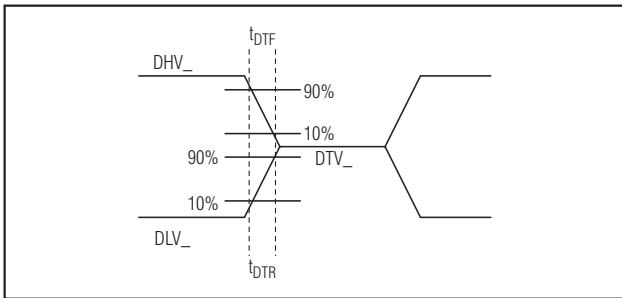 tDTF
DHV_
90%
10%
90%
DTV_
10%
DLV_
tDTR